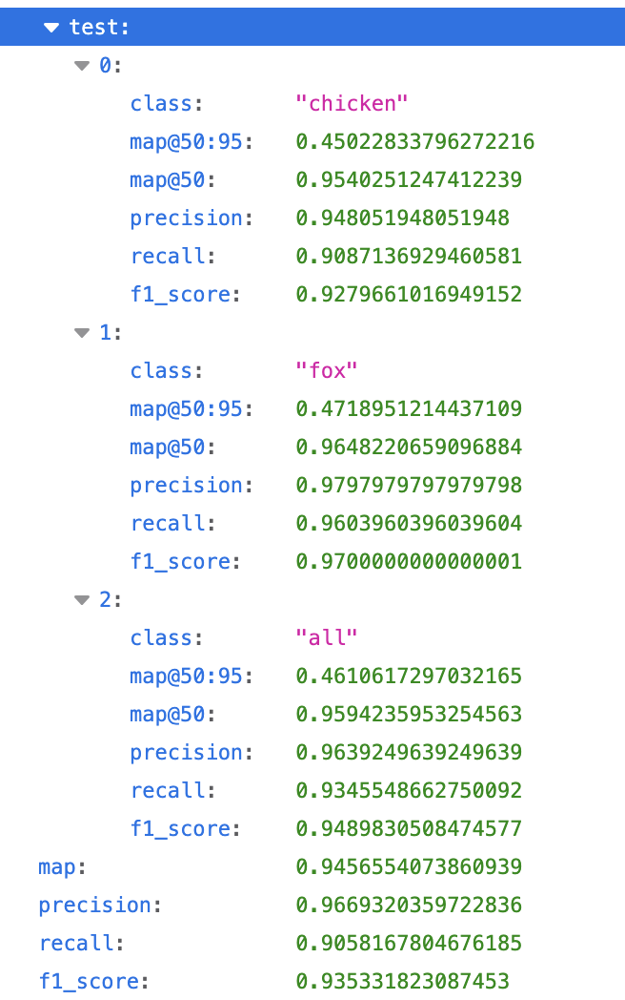 test:
0:
class: "chicken"
map@50:95: 0.45022833796272216
map@50: 0.9540251247412239
precision: 0.948051948051948
recall: 0.9087136929460581
f1_score: 0.9279661016949152
1:
class: "fox"
map@50:95: 0.4718951214437109
map@50: 0.9648220659096884
precision: 0.9797979797979798
recall: 0.9603960396039604
f1_score: 0.9700000000000001
2:
class: "all"
map@50:95: 0.4610617297032165
map@50: 0.9594235953254563
precision: 0.9639249639249639
recall: 0.9345548662750092
f1_score: 0.9489830508474577
map: 0.9456554073860939
precision: 0.9669320359722836
recall: 0.9058167804676185
f1_score: 0.935331823087453